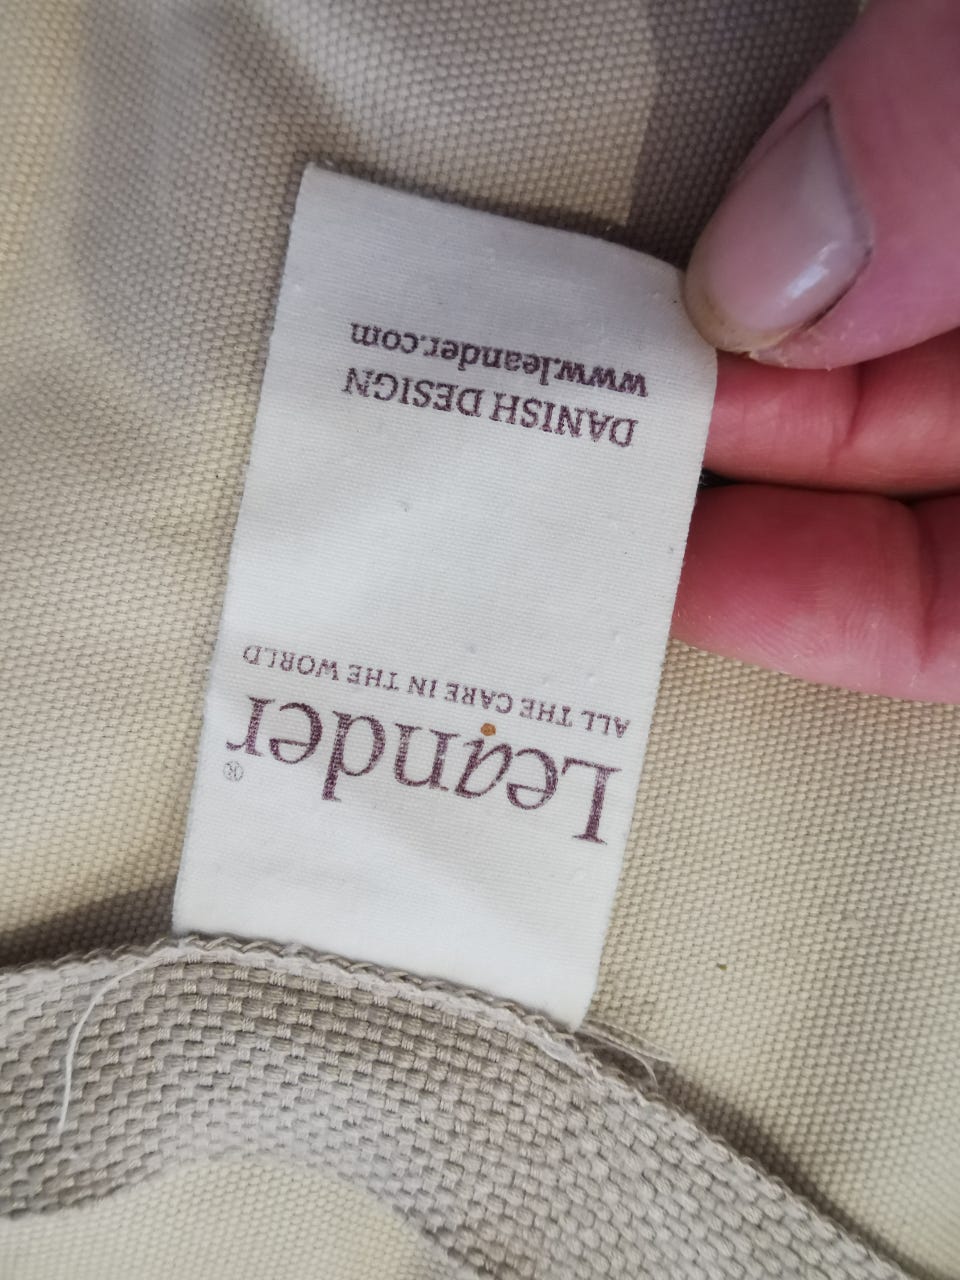 Leander®
ALL THE CARE IN THE WORLD
DANISH DESIGN
www.leander.com